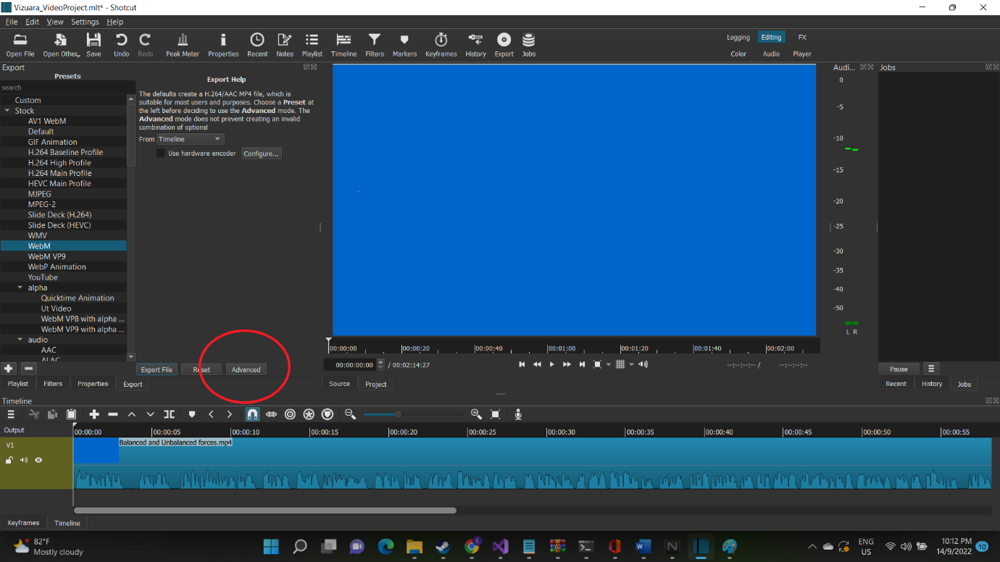 Vizuara_VideoProject.mlt* - Shotcut
File Edit View Settings Help
Open File Open Other Save Undo Redo Peak Meter Properties Recent Notes Playlist Timeline Filters Markers Keyframes History Export Jobs
Logging Editing FX
Color Audio Player
Export
Presets
search
Custom
Stock
AV1 WebM
Default
GIF Animation
H.264 Baseline Profile
H.264 High Profile
H.264 Main Profile
HEVC Main Profile
MJPEG
MPEG-2
Slide Deck (H.264)
Slide Deck (HEVC)
WMV
WebM
WebM VP9
WebP Animation
YouTube
alpha
Quicktime Animation
Ut Video
WebM VP8 with alpha ...
WebM VP9 with alpha ...
audio
AAC
ALAC
Export Help
The defaults create a H.264/AAC MP4 file, which is
suitable for most users and purposes. Choose a Preset at
the left before deciding to use the Advanced mode. The
Advanced mode does not prevent creating an invalid
combination of options!
From Timeline
Use hardware encoder Configure...
Export File Reset Advanced
Playlist Filters Properties Export
00:00:00 00:00:20 00:00:40 00:01:00 00:01:20 00:01:40 00:02:00
00:00:00:00 / 00:02:14:27
--:--:--:-- / --:--:--:--
Source Project
Audi...
0
-5
-10
-15
-20
-25
-30
-35
-40
-50
L R
Jobs
Pause
Recent History Jobs
Timeline
Output
00:00:00 00:00:05 00:00:10 00:00:15 00:00:20 00:00:25 00:00:30 00:00:35 00:00:40 00:00:45 00:00:50 00:00:55
V1
Balanced and Unbalanced forces.mp4
Keyframes Timeline
82°F
Mostly cloudy
E
W
N
ENG
US
10:12 PM
14/9/2022
10